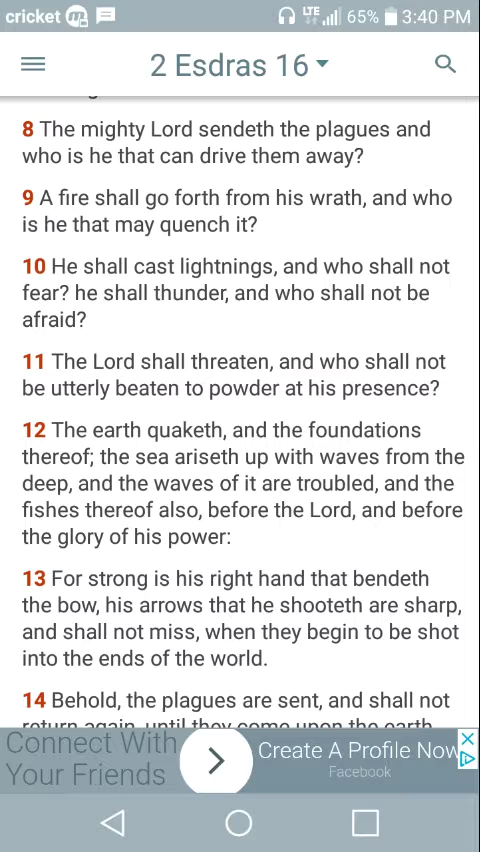 cricket LTE 65% 3:40 PM
2 Esdras 16
8 The mighty Lord sendeth the plagues and
who is he that can drive them away?
9 A fire shall go forth from his wrath, and who
is he that may quench it?
10 He shall cast lightnings, and who shall not
fear? he shall thunder, and who shall not be
afraid?
11 The Lord shall threaten, and who shall not
be utterly beaten to powder at his presence?
12 The earth quaketh, and the foundations
thereof; the sea ariseth up with waves from the
deep, and the waves of it are troubled, and the
fishes thereof also, before the Lord, and before
the glory of his power:
13 For strong is his right hand that bendeth
the bow, his arrows that he shooteth are sharp,
and shall not miss, when they begin to be shot
into the ends of the world.
14 Behold, the plagues are sent, and shall not
return again, until they come upon the earth
Connect With
Your Friends
Create A Profile Now
Facebook